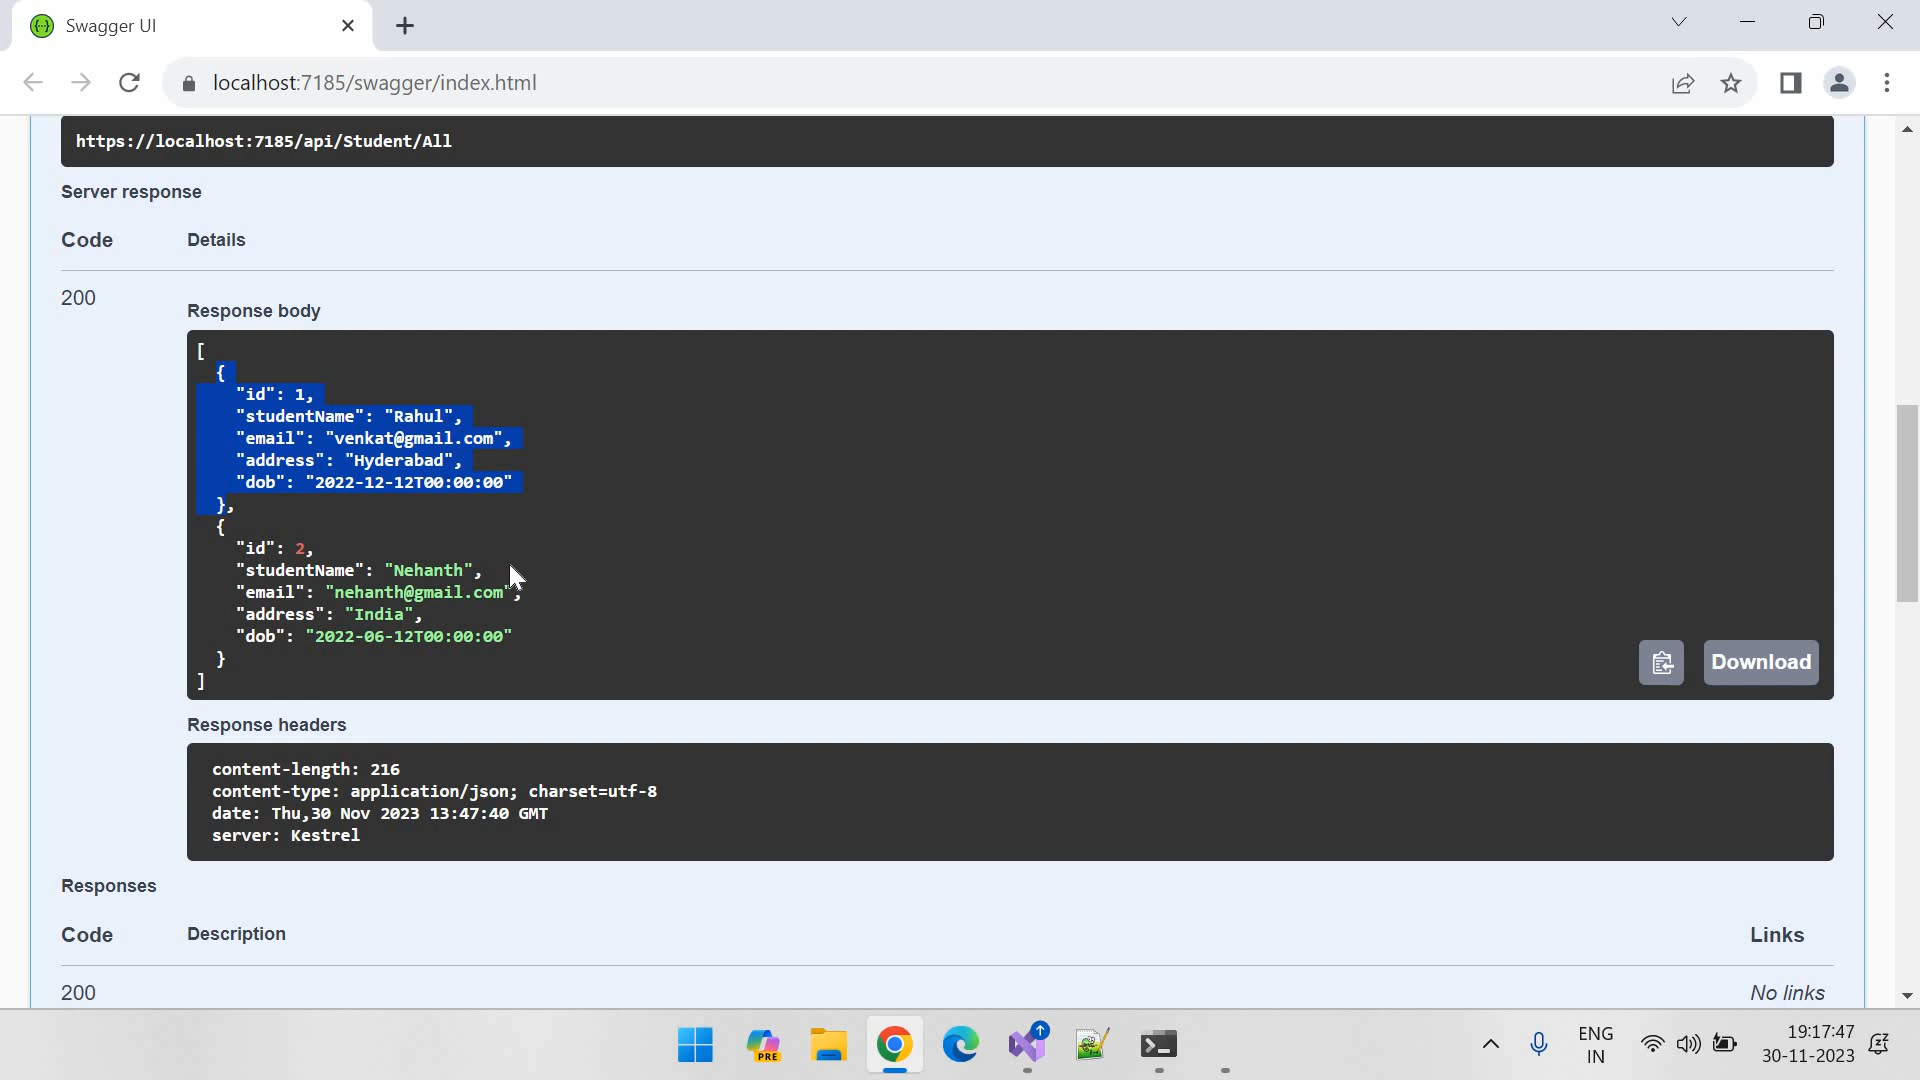 Swagger UI
localhost:7185/swagger/index.html
https://localhost:7185/api/Student/All
Server response
Code Details
200
Response body
[
{
"id": 1,
"studentName": "Rahul",
"email": "venkat@gmail.com",
"address": "Hyderabad",
"dob": "2022-12-12T00:00:00"
},
{
"id": 2,
"studentName": "Nehanth",
"email": "nehanth@gmail.com",
"address": "India",
"dob": "2022-06-12T00:00:00"
}
]
Download
Response headers
content-length: 216
content-type: application/json; charset=utf-8
date: Thu,30 Nov 2023 13:47:40 GMT
server: Kestrel
Responses
Code Description Links
200 No links
PRE
ENG
IN
19:17:47
30-11-2023